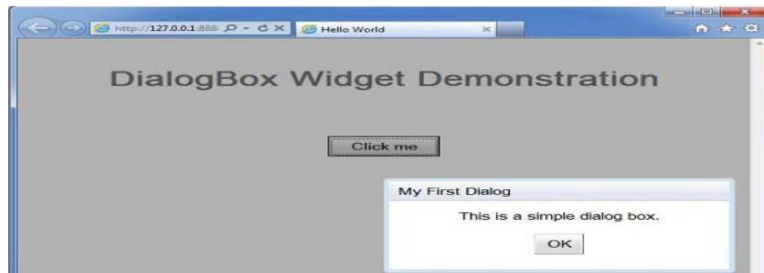 http://127.0.0.1:888
Hello World
DialogBox Widget Demonstration
Click me
My First Dialog
This is a simple dialog box.
OK